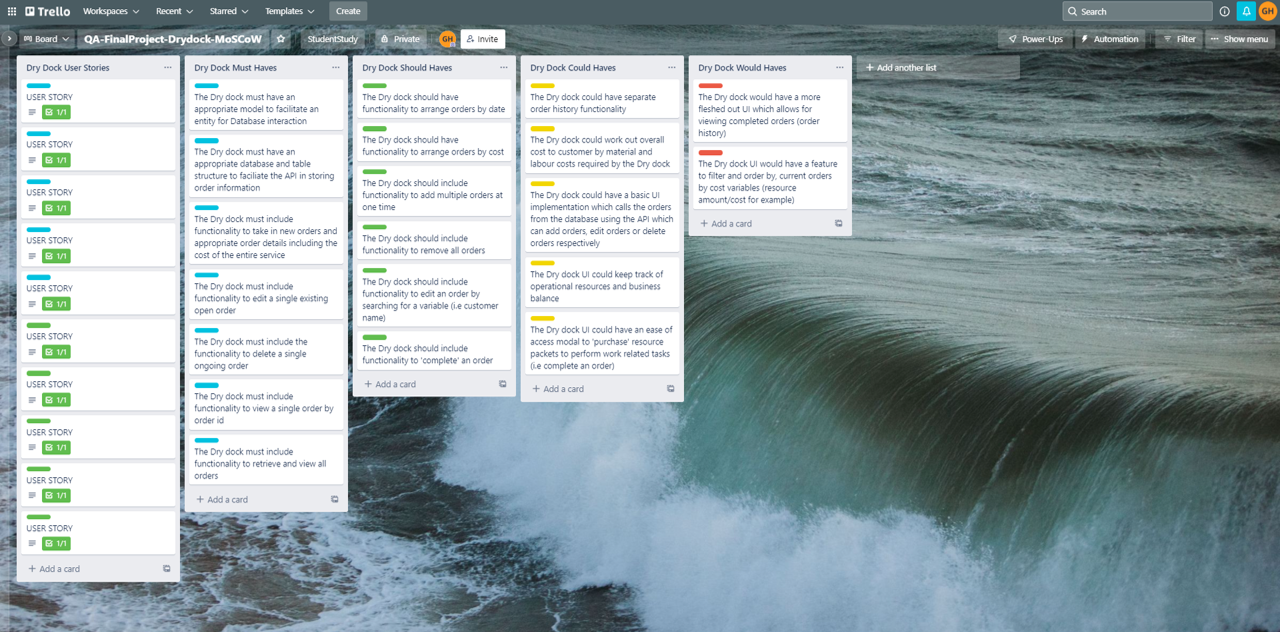 Trello
Workspaces
Recent
Starred
Templates
Create
Search
GH
Board
QA-FinalProject-Drydock-MoSCoW
StudentStudy
Private
GH
Invite
Power-Ups
Automation
Filter
Show menu
Dry Dock User Stories
USER STORY
1/1
USER STORY
1/1
USER STORY
1/1
USER STORY
1/1
USER STORY
1/1
USER STORY
1/1
USER STORY
1/1
USER STORY
1/1
USER STORY
1/1
USER STORY
1/1
+ Add a card
Dry Dock Must Haves
The Dry dock must have an
appropriate model to facilitate an
entity for Database interaction
The Dry dock must have an
appropriate database and table
structure to faciliate the API in storing
order information
The Dry dock must include
functionality to take in new orders and
appropriate order details including the
cost of the entire service
The Dry dock must include
functionality to edit a single existing
open order
The Dry dock must include the
functionality to delete a single
ongoing order
The Dry dock must include
functionality to view a single order by
order id
The Dry dock must include
functionality to retrieve and view all
orders
+ Add a card
Dry Dock Should Haves
The Dry dock should have
functionality to arrange orders by date
The Dry dock should have
functionality to arrange orders by cost
The Dry dock should include
functionality to add multiple orders at
one time
The Dry dock should include
functionality to remove all orders
The Dry dock should include
functionality to edit an order by
searching for a variable (i.e customer
name)
The Dry dock should include
functionality to 'complete' an order
+ Add a card
Dry Dock Could Haves
The Dry dock could have separate
order history functionality
The Dry dock could work out overall
cost to customer by material and
labour costs required by the Dry dock
The Dry dock could have a basic UI
implementation which calls the orders
from the database using the API which
can add orders, edit orders or delete
orders respectively
The Dry dock UI could keep track of
operational resources and business
balance
The Dry dock UI could have an ease of
access modal to 'purchase' resource
packets to perform work related tasks
(i.e complete an order)
+ Add a card
Dry Dock Would Haves
The Dry dock would have a more
fleshed out UI which allows for
viewing completed orders (order
history)
The Dry dock UI would have a feature
to filter and order by, current orders
by cost variables (resource
amount/cost for example)
+ Add a card
+ Add another list